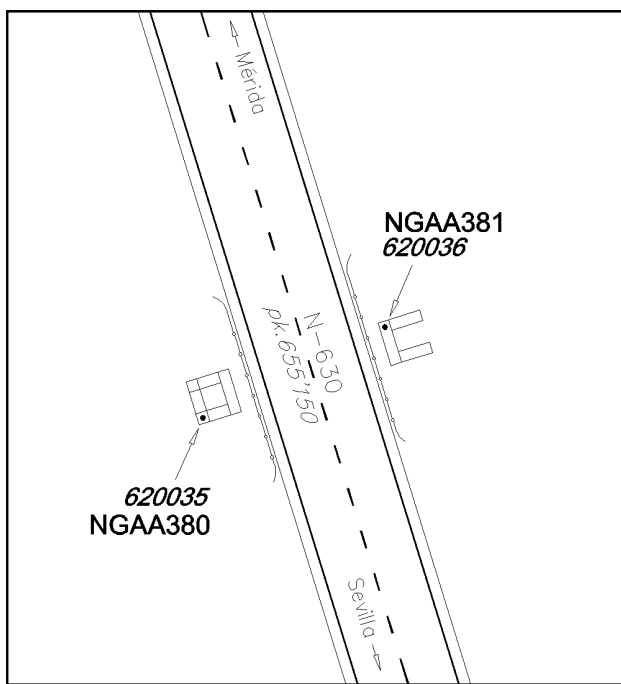 ← Mérida
NGAA381
620036
N-630
pk.655'150
620035
NGAA380
Sevilla →